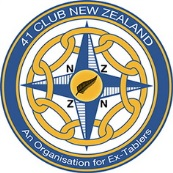 41 CLUB NEW ZEALAND
N Z
Z N
An Organisation for Ex-Tablers